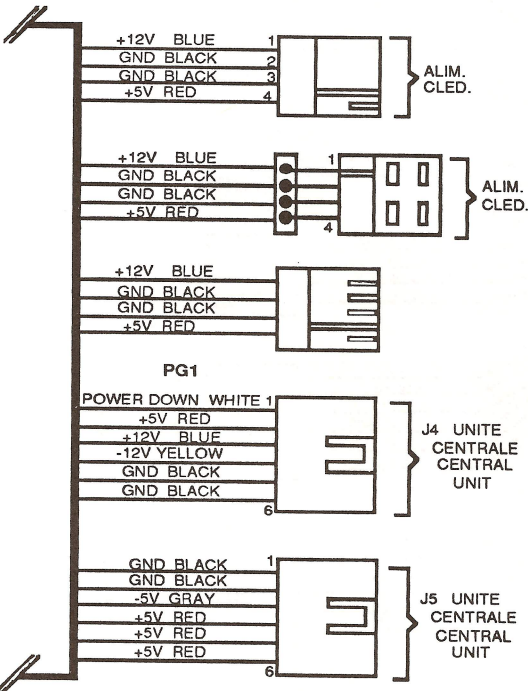 +12V BLUE 1
GND BLACK 2
GND BLACK 3
+5V RED 4
ALIM.
CLED.
+12V BLUE 1
GND BLACK
GND BLACK
+5V RED 4
ALIM.
CLED.
+12V BLUE
GND BLACK
GND BLACK
+5V RED
PG1
POWER DOWN WHITE 1
+5V RED
+12V BLUE
-12V YELLOW
GND BLACK
GND BLACK
6
J4 UNITE
CENTRALE
CENTRAL
UNIT
GND BLACK 1
GND BLACK
-5V GRAY
+5V RED
+5V RED
+5V RED
6
J5 UNITE
CENTRALE
CENTRAL
UNIT